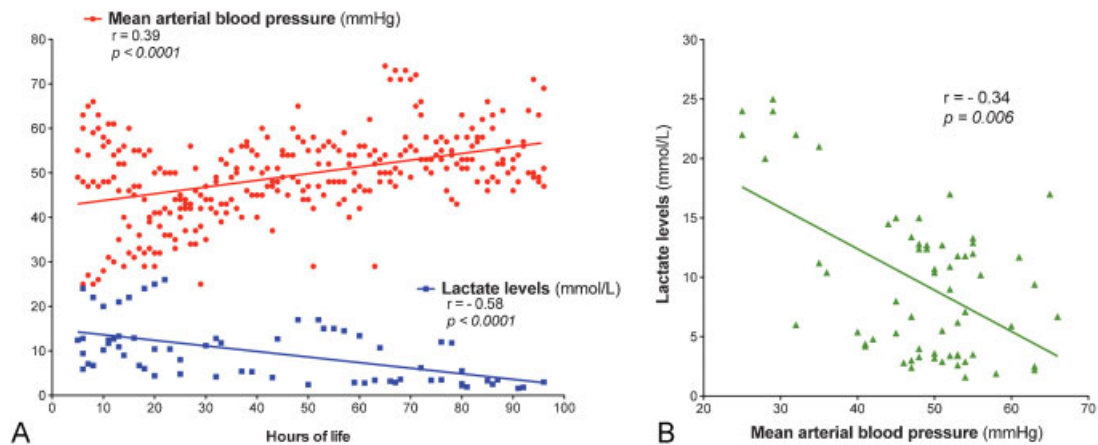 Mean arterial blood pressure (mmHg)
r = 0.39
p < 0.0001
80
70
60
50
40
30
20
10
0
Lactate levels (mmol/L)
r = - 0.58
p < 0.0001
0 10 20 30 40 50 60 70 80 90 100
Hours of life
A
30
25
20
15
10
5
0
Lactate levels (mmol/L)
r = - 0.34
p = 0.006
20 30 40 50 60 70
Mean arterial blood pressure (mmHg)
B